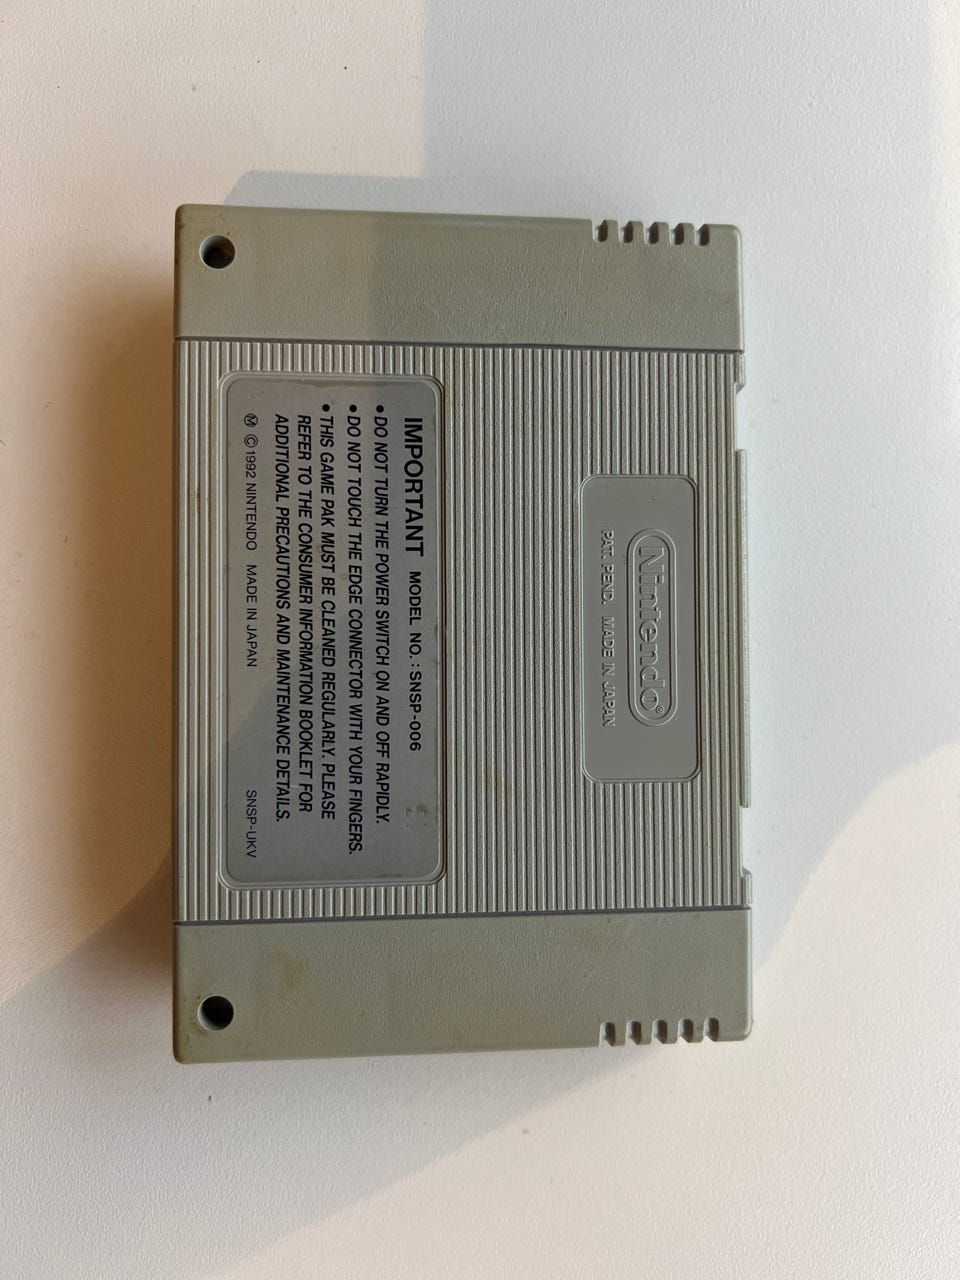 Nintendo®
PAT. PEND. MADE IN JAPAN
IMPORTANT MODEL NO.: SNSP-006
● DO NOT TURN THE POWER SWITCH ON AND OFF RAPIDLY.
● DO NOT TOUCH THE EDGE CONNECTOR WITH YOUR FINGERS.
● THIS GAME PAK MUST BE CLEANED REGULARLY. PLEASE
REFER TO THE CONSUMER INFORMATION BOOKLET FOR
ADDITIONAL PRECAUTIONS AND MAINTENANCE DETAILS.
Ⓜ ©1992 NINTENDO MADE IN JAPAN SNSP-UKV